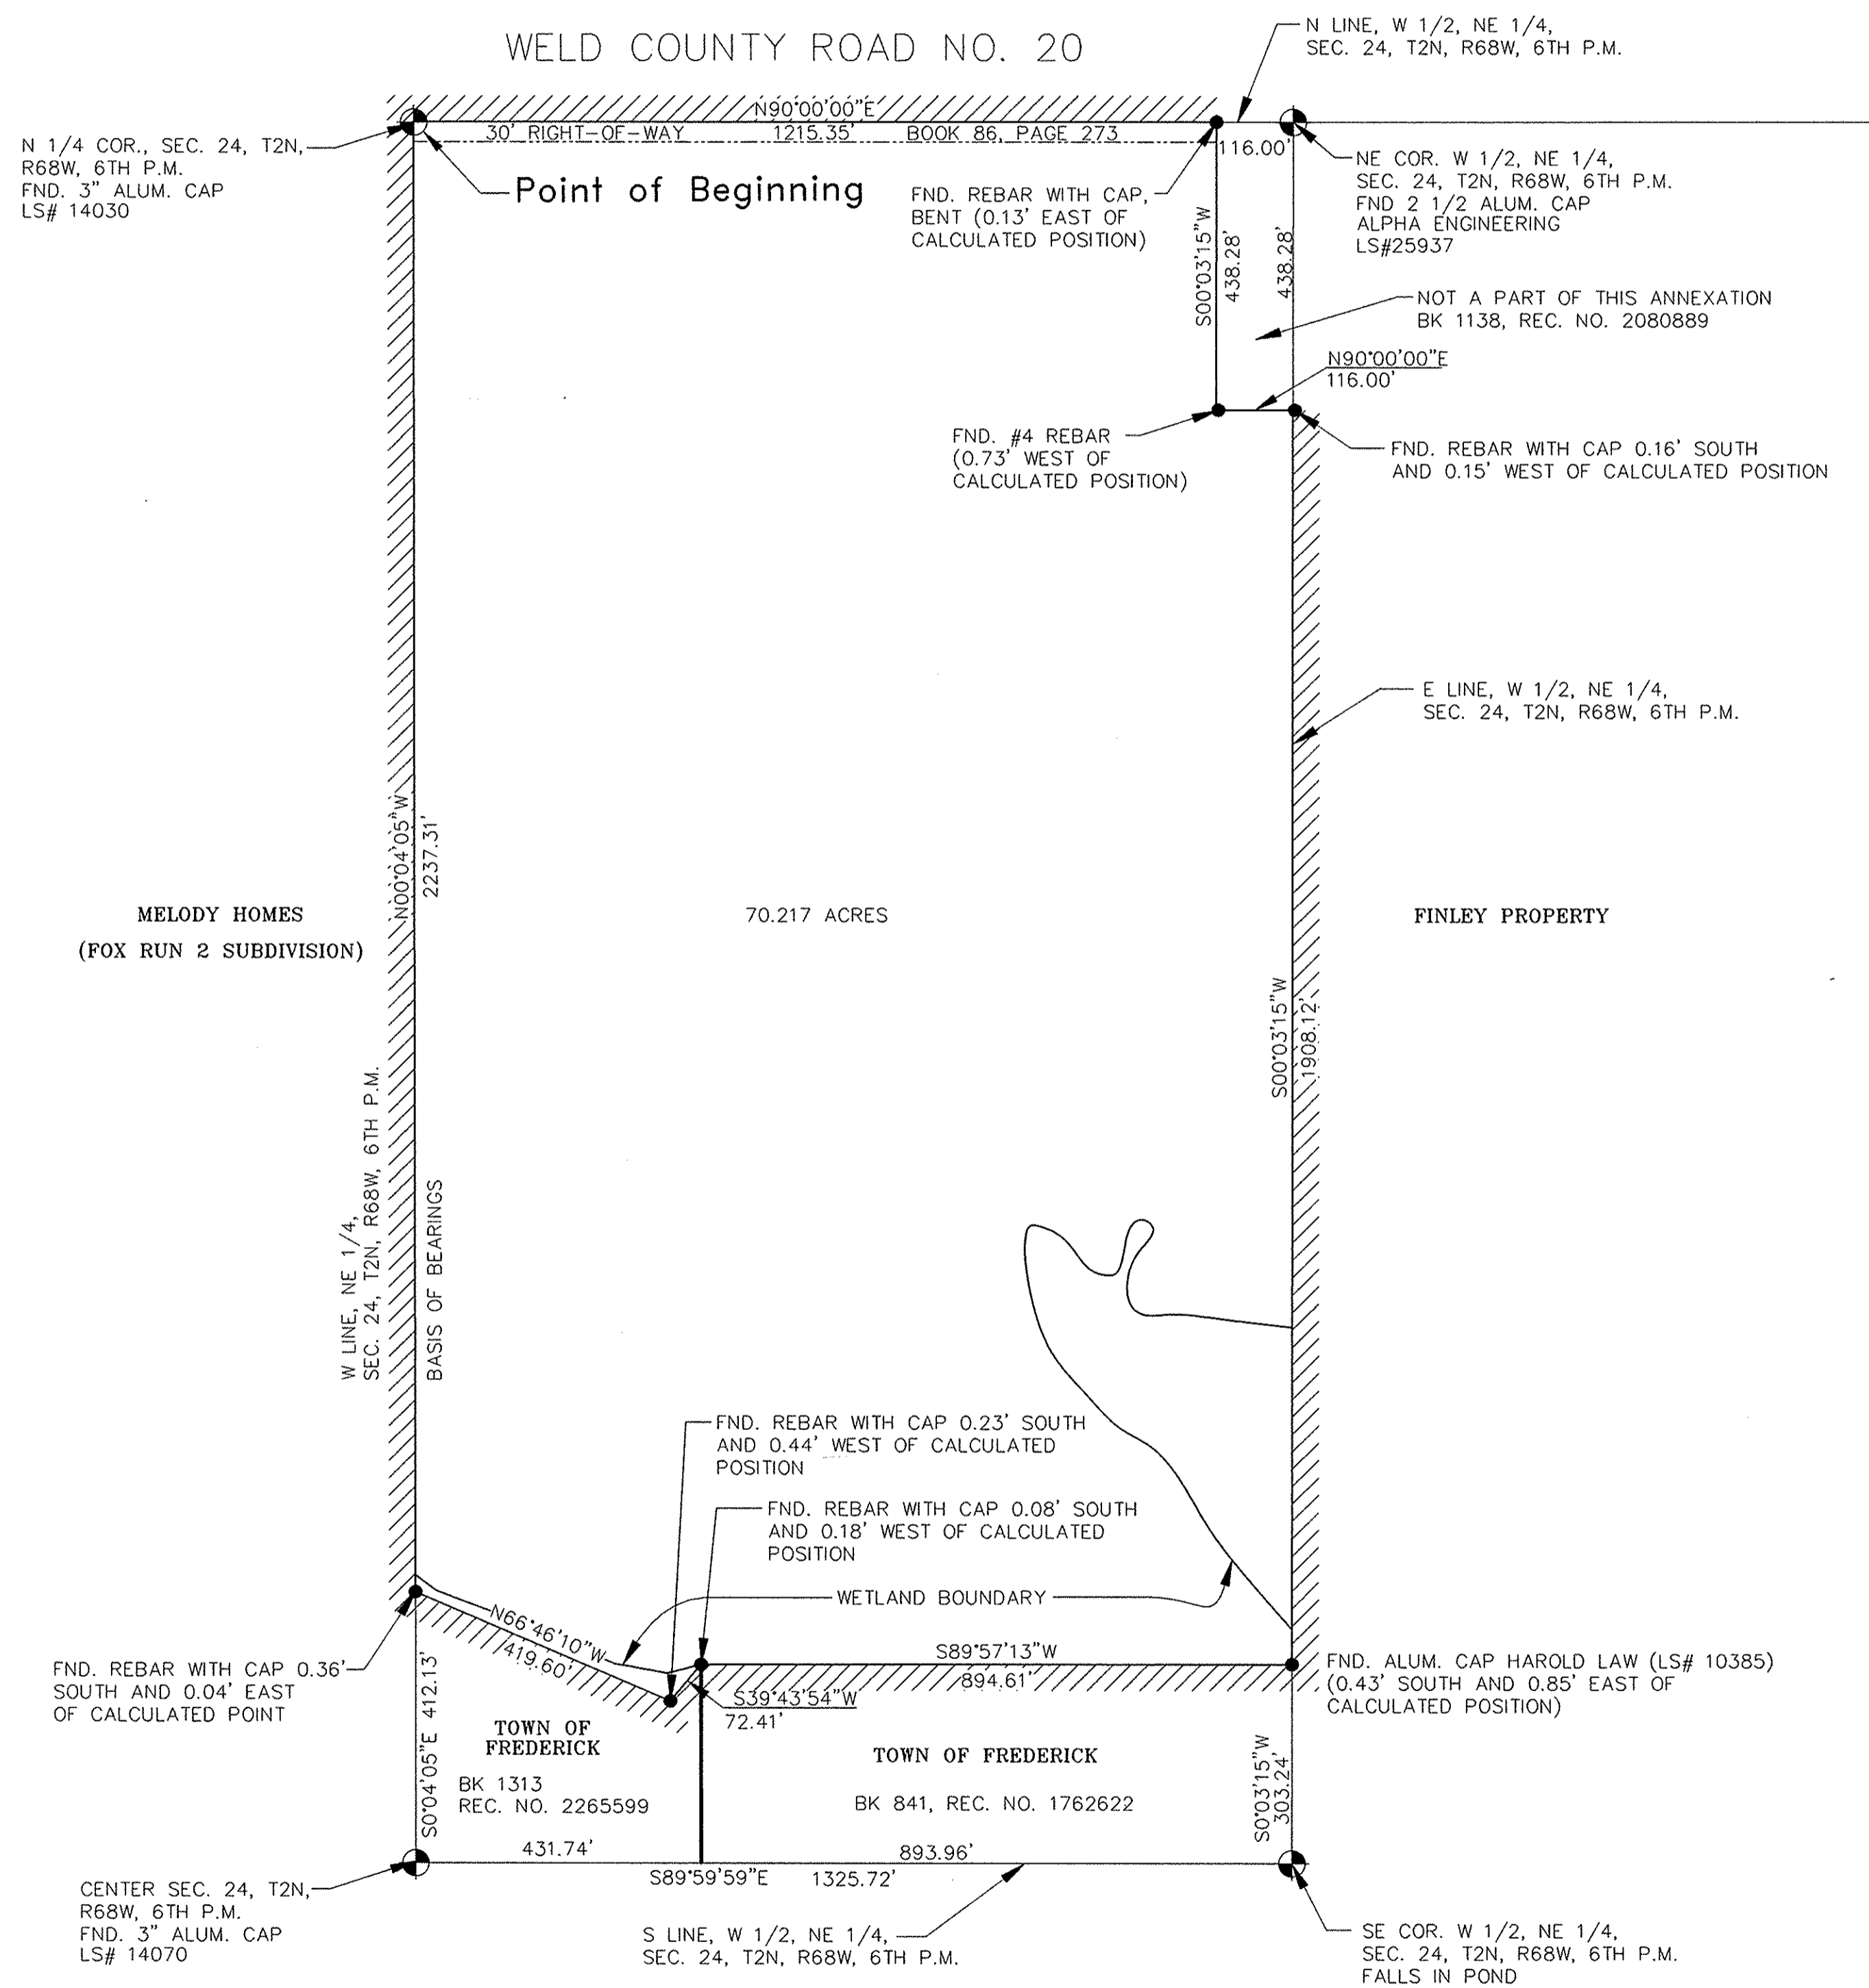 WELD COUNTY ROAD NO. 20
N LINE, W 1/2, NE 1/4,
SEC. 24, T2N, R68W, 6TH P.M.
N90°00'00"E
30' RIGHT-OF-WAY
1215.35'
BOOK 86, PAGE 273
116.00'
N 1/4 COR., SEC. 24, T2N,
R68W, 6TH P.M.
FND. 3" ALUM. CAP
LS# 14030
Point of Beginning
FND. REBAR WITH CAP,
BENT (0.13' EAST OF
CALCULATED POSITION)
S00°03'15"W
438.28'
438.28'
NE COR. W 1/2, NE 1/4,
SEC. 24, T2N, R68W, 6TH P.M.
FND 2 1/2 ALUM. CAP
ALPHA ENGINEERING
LS#25937
NOT A PART OF THIS ANNEXATION
BK 1138, REC. NO. 2080889
N90°00'00"E
116.00'
FND. #4 REBAR
(0.73' WEST OF
CALCULATED POSITION)
FND. REBAR WITH CAP 0.16' SOUTH
AND 0.15' WEST OF CALCULATED POSITION
E LINE, W 1/2, NE 1/4,
SEC. 24, T2N, R68W, 6TH P.M.
N00°04'05"W
2237.31'
MELODY HOMES
(FOX RUN 2 SUBDIVISION)
70.217 ACRES
FINLEY PROPERTY
S00°03'15"W
1908.12'
W LINE, NE 1/4,
SEC. 24, T2N, R68W, 6TH P.M.
BASIS OF BEARINGS
FND. REBAR WITH CAP 0.23' SOUTH
AND 0.44' WEST OF CALCULATED
POSITION
FND. REBAR WITH CAP 0.08' SOUTH
AND 0.18' WEST OF CALCULATED
POSITION
WETLAND BOUNDARY
N66°46'10"W
419.60'
S89°57'13"W
894.61'
S39°43'54"W
72.41'
FND. REBAR WITH CAP 0.36'
SOUTH AND 0.04' EAST
OF CALCULATED POINT
FND. ALUM. CAP HAROLD LAW (LS# 10385)
(0.43' SOUTH AND 0.85' EAST OF
CALCULATED POSITION)
S0°04'05"E 412.13'
TOWN OF
FREDERICK
BK 1313
REC. NO. 2265599
TOWN OF FREDERICK
BK 841, REC. NO. 1762622
S0°03'15"W
303.24'
431.74'
893.96'
S89°59'59"E
1325.72'
CENTER SEC. 24, T2N,
R68W, 6TH P.M.
FND. 3" ALUM. CAP
LS# 14070
S LINE, W 1/2, NE 1/4,
SEC. 24, T2N, R68W, 6TH P.M.
SE COR. W 1/2, NE 1/4,
SEC. 24, T2N, R68W, 6TH P.M.
FALLS IN POND